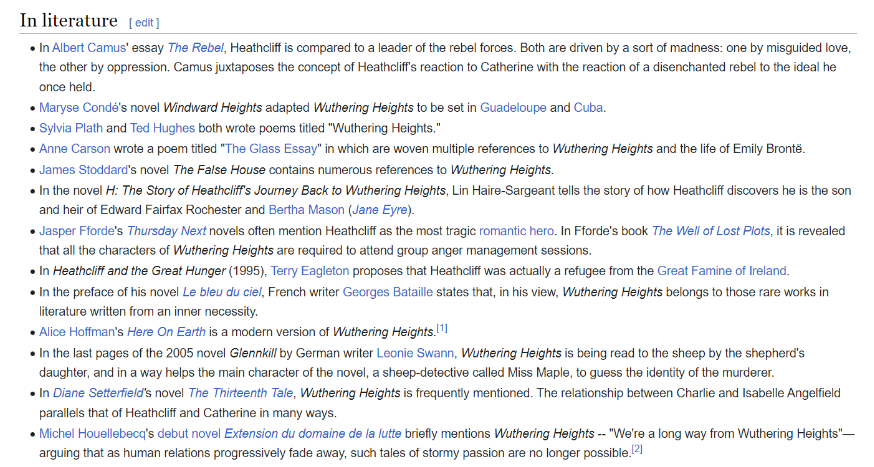 In literature [ edit ]
• In Albert Camus' essay The Rebel, Heathcliff is compared to a leader of the rebel forces. Both are driven by a sort of madness: one by misguided love,
the other by oppression. Camus juxtaposes the concept of Heathcliff's reaction to Catherine with the reaction of a disenchanted rebel to the ideal he
once held.
• Maryse Condé's novel Windward Heights adapted Wuthering Heights to be set in Guadeloupe and Cuba.
• Sylvia Plath and Ted Hughes both wrote poems titled "Wuthering Heights."
• Anne Carson wrote a poem titled "The Glass Essay" in which are woven multiple references to Wuthering Heights and the life of Emily Brontë.
• James Stoddard's novel The False House contains numerous references to Wuthering Heights.
• In the novel H: The Story of Heathcliff's Journey Back to Wuthering Heights, Lin Haire-Sargeant tells the story of how Heathcliff discovers he is the son
and heir of Edward Fairfax Rochester and Bertha Mason (Jane Eyre).
• Jasper Fforde's Thursday Next novels often mention Heathcliff as the most tragic romantic hero. In Fforde's book The Well of Lost Plots, it is revealed
that all the characters of Wuthering Heights are required to attend group anger management sessions.
• In Heathcliff and the Great Hunger (1995), Terry Eagleton proposes that Heathcliff was actually a refugee from the Great Famine of Ireland.
• In the preface of his novel Le bleu du ciel, French writer Georges Bataille states that, in his view, Wuthering Heights belongs to those rare works in
literature written from an inner necessity.
• Alice Hoffman's Here On Earth is a modern version of Wuthering Heights.[1]
• In the last pages of the 2005 novel Glennkill by German writer Leonie Swann, Wuthering Heights is being read to the sheep by the shepherd's
daughter, and in a way helps the main character of the novel, a sheep-detective called Miss Maple, to guess the identity of the murderer.
• In Diane Setterfield's novel The Thirteenth Tale, Wuthering Heights is frequently mentioned. The relationship between Charlie and Isabelle Angelfield
parallels that of Heathcliff and Catherine in many ways.
• Michel Houellebecq's debut novel Extension du domaine de la lutte briefly mentions Wuthering Heights -- "We're a long way from Wuthering Heights"—
arguing that as human relations progressively fade away, such tales of stormy passion are no longer possible.[2]